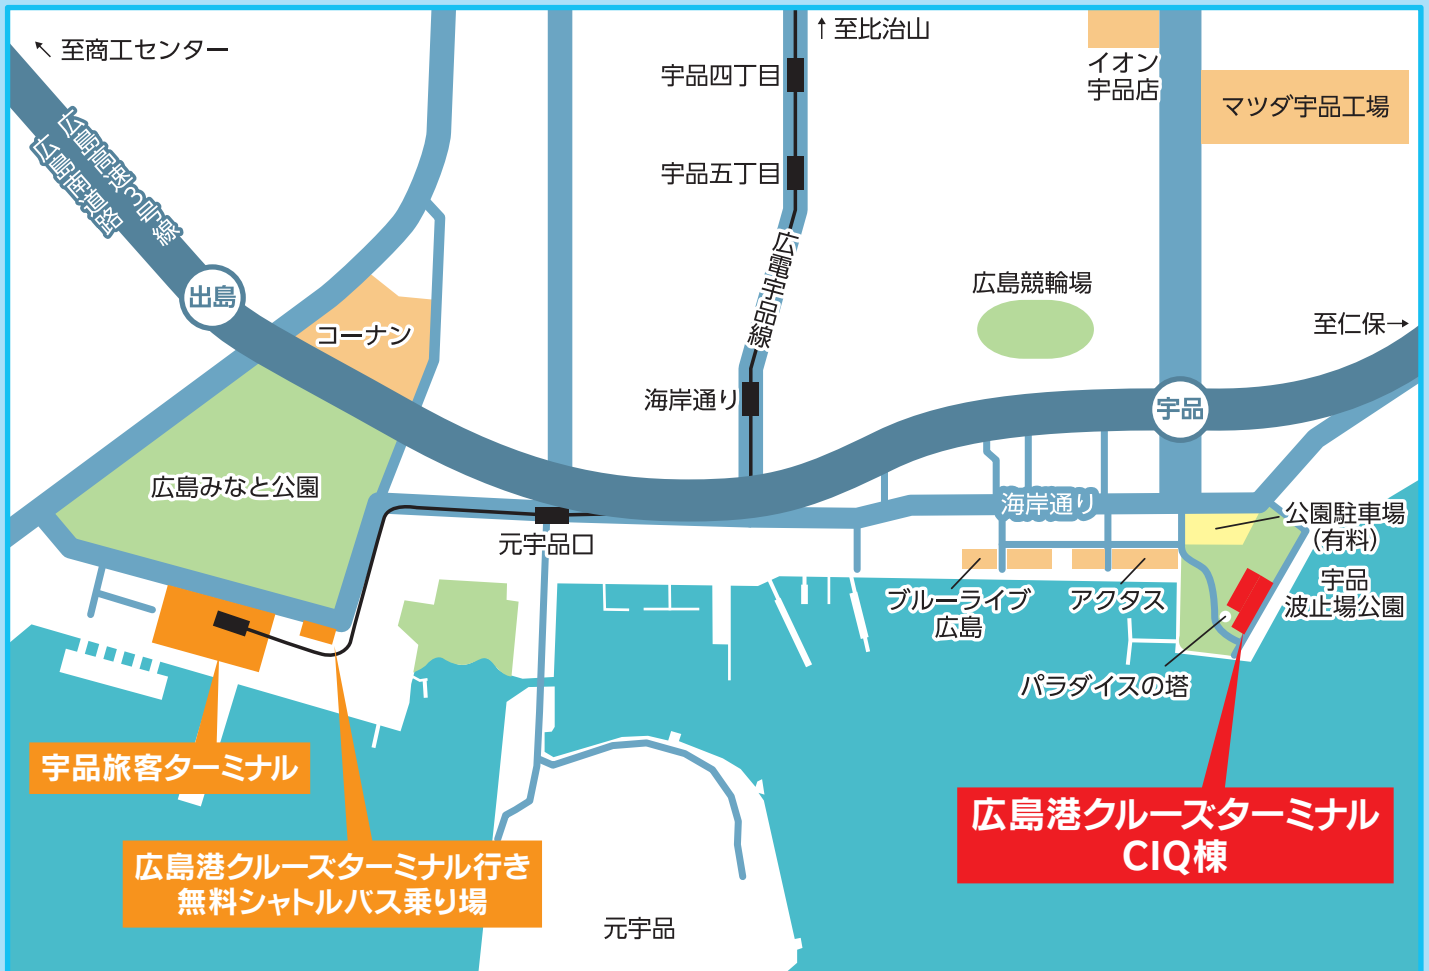 至商工センター
至比治山
宇品四丁目
イオン
宇品店
マツダ宇品工場
広島高速3号線
広島南道路
宇品五丁目
広電宇品線
出島
コーナン
広島競輪場
至仁保
海岸通り
宇品
広島みなと公園
海岸通り
元宇品口
公園駐車場
(有料)
ブルーライブ
広島
アクタス
宇品
波止場公園
パラダイスの塔
宇品旅客ターミナル
広島港クルーズターミナル
CIQ棟
広島港クルーズターミナル行き
無料シャトルバス乗り場
元宇品